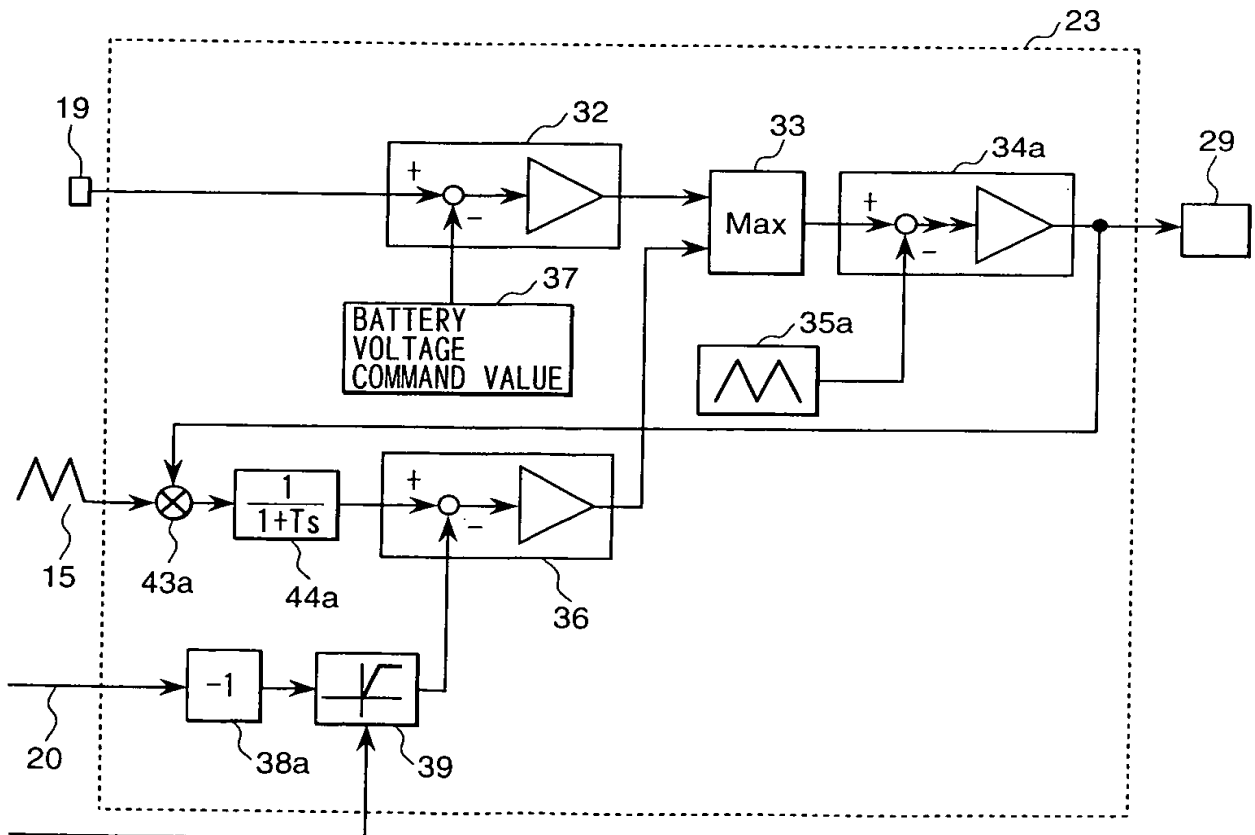 23
19
32
33
34a
29
+
−
Max
+
−
37
BATTERY
VOLTAGE
COMMAND VALUE
35a
1
1+Ts
+
−
15
43a
44a
36
-1
20
38a
39